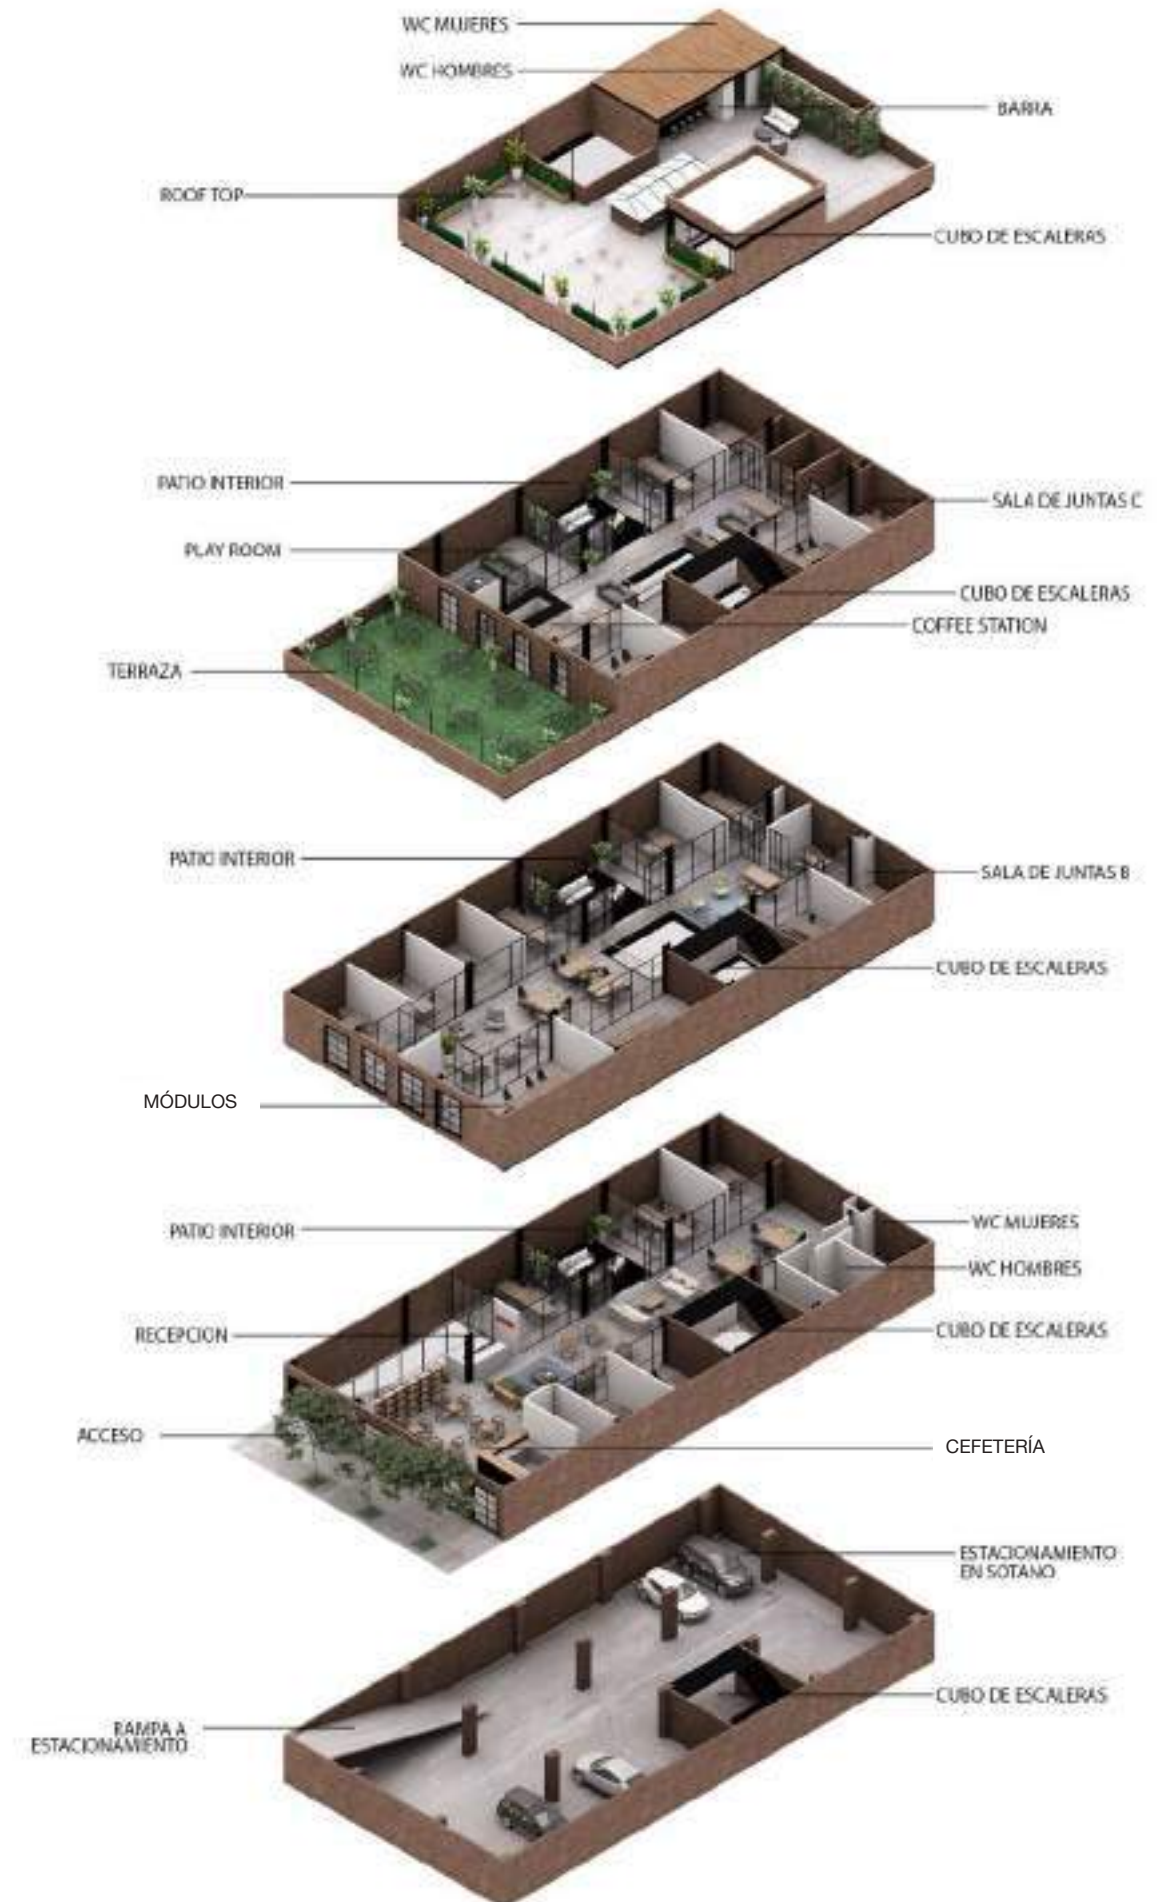 WC MUJERES
WC HOMBRES
BARRA
ROOF TOP
CUBO DE ESCALERAS
PATIO INTERIOR
SALA DE JUNTAS C
PLAY ROOM
CUBO DE ESCALERAS
COFFEE STATION
TERRAZA
PATIO INTERIOR
SALA DE JUNTAS B
CUBO DE ESCALERAS
MÓDULOS
WC MUJERES
PATIO INTERIOR
WC HOMBRES
RECEPCION
CUBO DE ESCALERAS
ACCESO
CEFETERÍA
ESTACIONAMIENTO
EN SOTANO
CUBO DE ESCALERAS
RAMPA A
ESTACIONAMIENTO